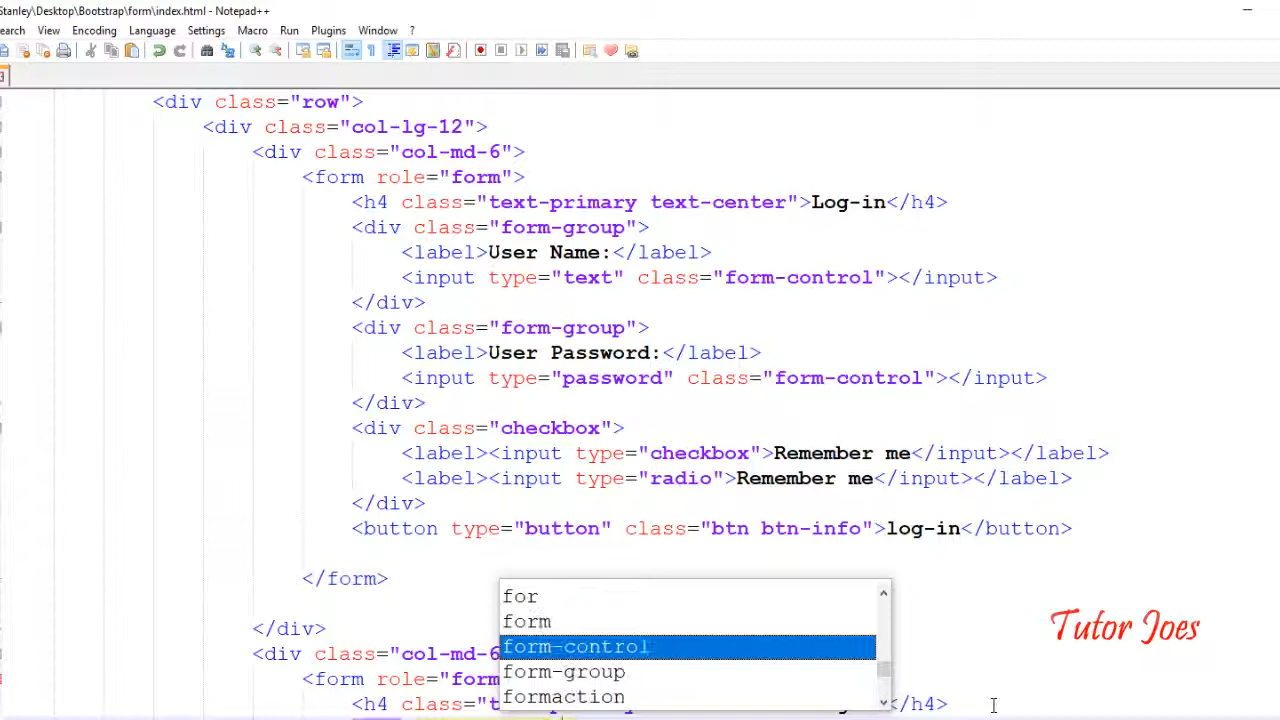 Stanley\Desktop\Bootstrap\form\index.html - Notepad++
earch View Encoding Language Settings Macro Run Plugins Window ?
<div class="row">
<div class="col-lg-12">
<div class="col-md-6">
<form role="form">
<h4 class="text-primary text-center">Log-in</h4>
<div class="form-group">
<label>User Name:</label>
<input type="text" class="form-control"></input>
</div>
<div class="form-group">
<label>User Password:</label>
<input type="password" class="form-control"></input>
</div>
<div class="checkbox">
<label><input type="checkbox">Remember me</input></label>
<label><input type="radio">Remember me</input></label>
</div>
<button type="button" class="btn btn-info">log-in</button>
</form>
for
form
form-control
form-group
formaction
Tutor Joes
</div>
<div class="col-md-6
<form role="form
<h4 class="t </h4>